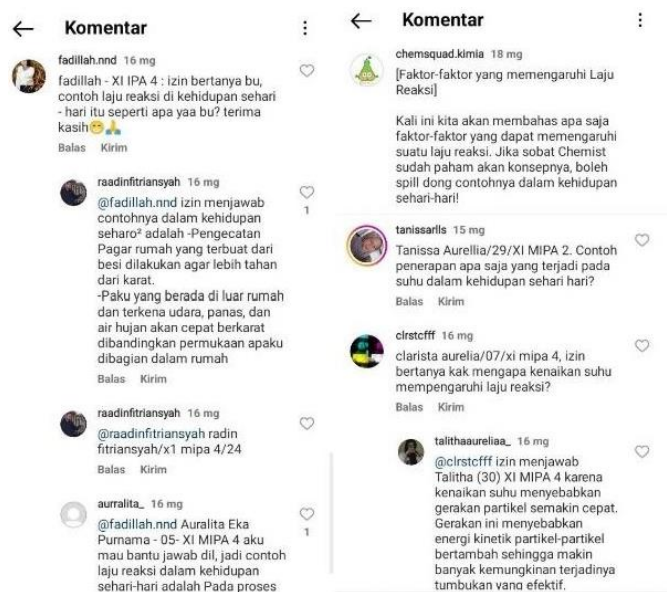 Komentar
fadillah.nnd 16 mg
fadillah - XI IPA 4 : izin bertanya bu,
contoh laju reaksi di kehidupan sehari
- hari itu seperti apa yaa bu? terima
kasih😁🙏
Balas Kirim
raadinfitriansyah 16 mg
@fadillah.nnd izin menjawab
contohnya dalam kehidupan
seharo² adalah -Pengecatan
Pagar rumah yang terbuat dari
besi dilakukan agar lebih tahan
dari karat.
-Paku yang berada di luar rumah
dan terkena udara, panas, dan
air hujan akan cepat berkarat
dibandingkan permukaan apaku
dibagian dalam rumah
1
Balas Kirim
raadinfitriansyah 16 mg
@raadinfitriansyah radin
fitriansyah/x1 mipa 4/24
Balas Kirim
aurralita_ 16 mg
@fadillah.nnd Auralita Eka
Purnama - 05- XI MIPA 4 aku
mau bantu jawab dil, jadi contoh
laju reaksi dalam kehidupan
sehari-hari adalah Pada proses
1
Komentar
chemsquad.kimia 18 mg
[Faktor-faktor yang memengaruhi Laju
Reaksi]
Kali ini kita akan membahas apa saja
faktor-faktor yang dapat memengaruhi
suatu laju reaksi. Jika sobat Chemist
sudah paham akan konsepnya, boleh
spill dong contohnya dalam kehidupan
sehari-hari!
tanissarlls 15 mg
Tanissa Aurellia/29/XI MIPA 2. Contoh
penerapan apa saja yang terjadi pada
suhu dalam kehidupan sehari hari?
Balas Kirim
clrstcfff 16 mg
clarista aurelia/07/xi mipa 4, izin
bertanya kak mengapa kenaikan suhu
mempengaruhi laju reaksi?
Balas Kirim
talithaaureliaa_ 16 mg
@clrstcfff izin menjawab
Talitha (30) XI MIPA 4 karena
kenaikan suhu menyebabkan
gerakan partikel semakin cepat.
Gerakan ini menyebabkan
energi kinetik partikel-partikel
bertambah sehingga makin
banyak kemungkinan terjadinya
tumbukan yang efektif.